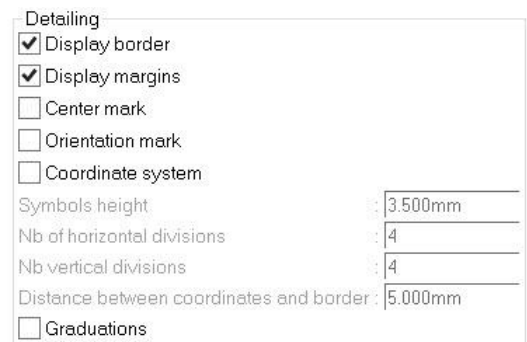 Detailing
Display border
Display margins
Center mark
Orientation mark
Coordinate system
Symbols height : 3.500mm
Nb of horizontal divisions : 4
Nb vertical divisions : 4
Distance between coordinates and border : 5.000mm
Graduations